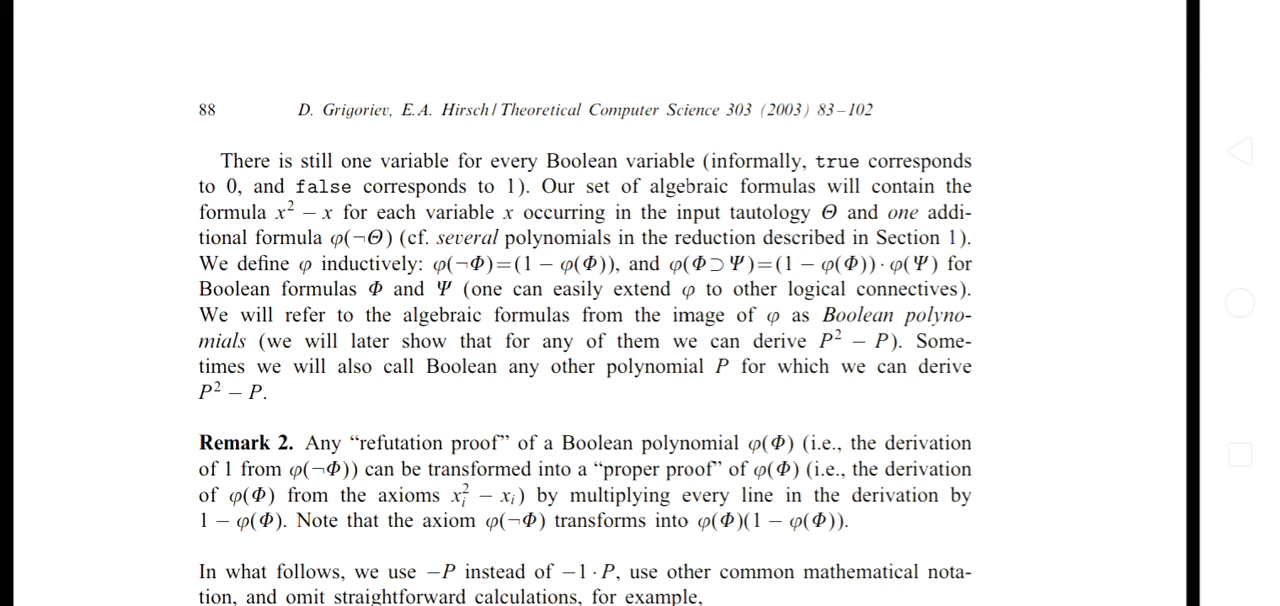 88 D. Grigoriev, E.A. Hirsch / Theoretical Computer Science 303 (2003) 83–102
There is still one variable for every Boolean variable (informally, true corresponds
to 0, and false corresponds to 1). Our set of algebraic formulas will contain the
formula x² − x for each variable x occurring in the input tautology Θ and one addi-
tional formula φ(¬Θ) (cf. several polynomials in the reduction described in Section 1).
We define φ inductively: φ(¬Φ)=(1 − φ(Φ)), and φ(Φ⊃Ψ)=(1 − φ(Φ))·φ(Ψ) for
Boolean formulas Φ and Ψ (one can easily extend φ to other logical connectives).
We will refer to the algebraic formulas from the image of φ as Boolean polyno-
mials (we will later show that for any of them we can derive P² − P). Some-
times we will also call Boolean any other polynomial P for which we can derive
P² − P.
Remark 2. Any “refutation proof” of a Boolean polynomial φ(Φ) (i.e., the derivation
of 1 from φ(¬Φ)) can be transformed into a “proper proof” of φ(Φ) (i.e., the derivation
of φ(Φ) from the axioms xᵢ² − xᵢ) by multiplying every line in the derivation by
1 − φ(Φ). Note that the axiom φ(¬Φ) transforms into φ(Φ)(1 − φ(Φ)).
In what follows, we use −P instead of −1·P, use other common mathematical nota-
tion, and omit straightforward calculations, for example,